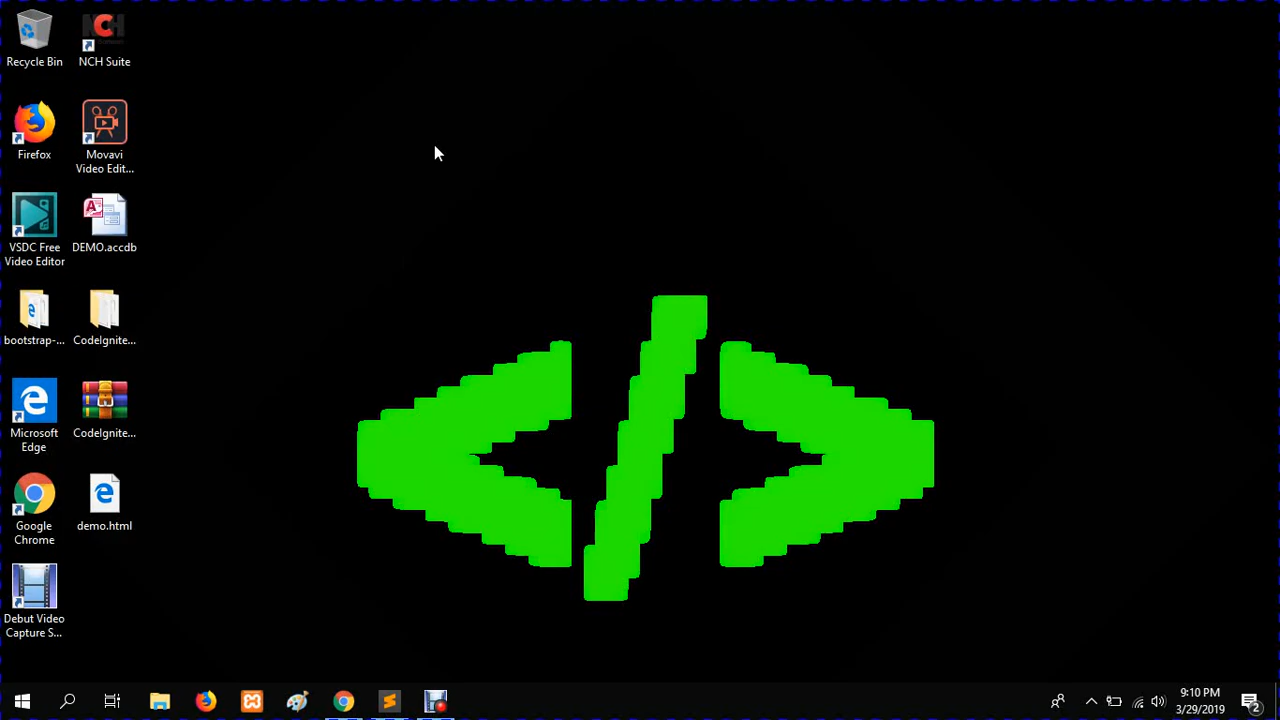 Recycle Bin
NCH Suite
Firefox
Movavi
Video Edit...
VSDC Free
Video Editor
DEMO.accdb
bootstrap-...
CodeIgnite...
Microsoft
Edge
CodeIgnite...
Google
Chrome
demo.html
Debut Video
Capture S...
9:10 PM
3/29/2019
2